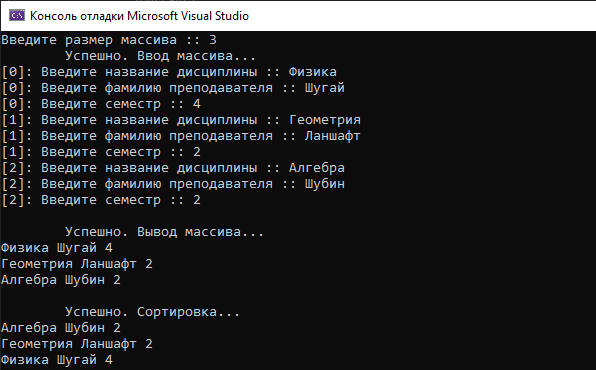 Консоль отладки Microsoft Visual Studio
Введите размер массива :: 3
Успешно. Ввод массива...
[0]: Введите название дисциплины :: Физика
[0]: Введите фамилию преподавателя :: Шугай
[0]: Введите семестр :: 4
[1]: Введите название дисциплины :: Геометрия
[1]: Введите фамилию преподавателя :: Ланшафт
[1]: Введите семестр :: 2
[2]: Введите название дисциплины :: Алгебра
[2]: Введите фамилию преподавателя :: Шубин
[2]: Введите семестр :: 2
Успешно. Вывод массива...
Физика Шугай 4
Геометрия Ланшафт 2
Алгебра Шубин 2
Успешно. Сортировка...
Алгебра Шубин 2
Геометрия Ланшафт 2
Физика Шугай 4